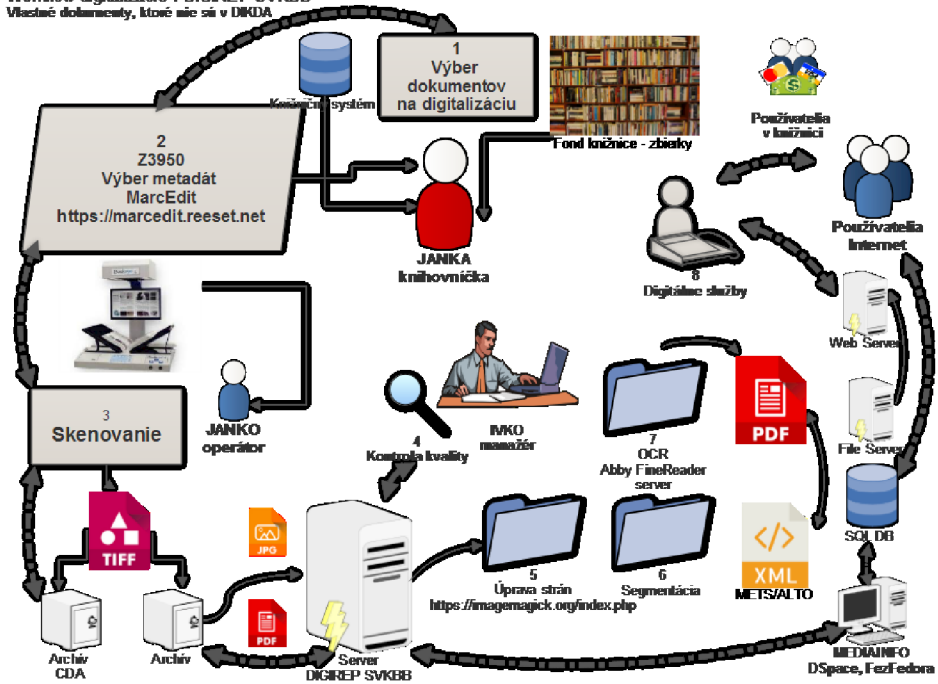 Vlastné dokumenty, ktoré nie sú v DIKDA
1
Výber
dokumentov
na digitalizáciu
Knižničný systém
2
Z3950
Výber metadát
MarcEdit
https://marcedit.reeset.net
Fond knižnice - zbierky
Používatelia
v knižnici
JANKA
knihovníčka
Používatelia
Internet
8
Digitálne služby
Web Server
3
Skenovanie
JANKO
operátor
4
Kontrola kvality
IVKO
manažér
7
OCR
Abby FineReader
server
PDF
File Server
TIFF
JPG
PDF
5
Úprava strán
https://imagemagick.org/index.php
6
Segmentácia
XML
METS/ALTO
SQL DB
Archív
CDA
Archív
Server
DIGIREP SVKBB
MEDIAINFO
DSpace, FezFedora